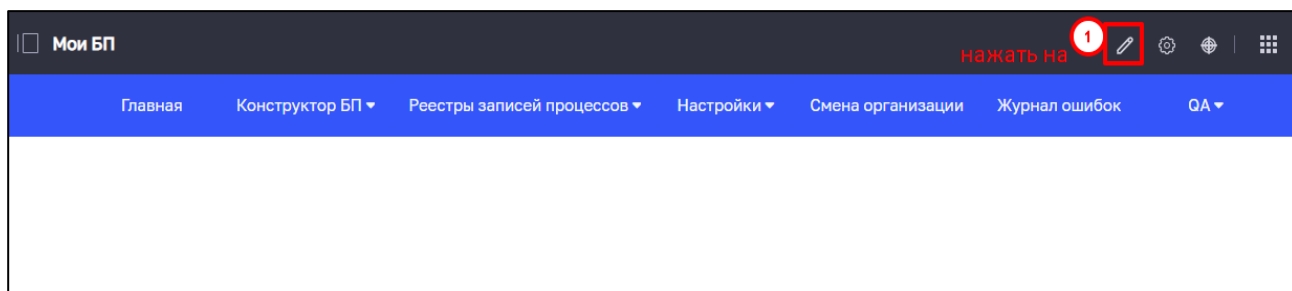 Мои БП
нажать на 1
Главная Конструктор БП Реестры записей процессов Настройки Смена организации Журнал ошибок QA